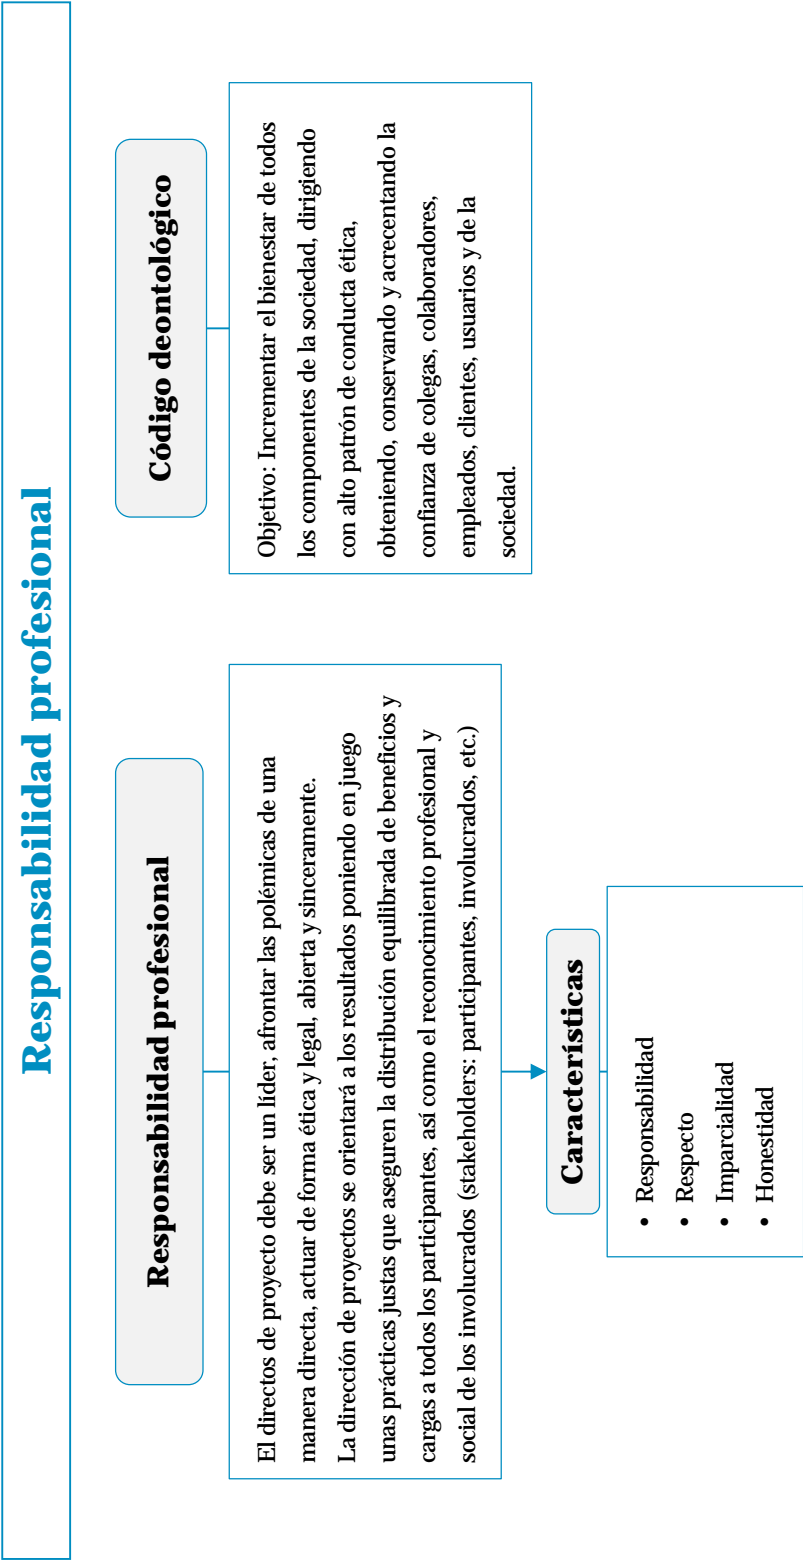 Responsabilidad profesional
Responsabilidad profesional
El directos de proyecto debe ser un líder, afrontar las polémicas de una
manera directa, actuar de forma ética y legal, abierta y sinceramente.
La dirección de proyectos se orientará a los resultados poniendo en juego
unas prácticas justas que aseguren la distribución equilibrada de beneficios y
cargas a todos los participantes, así como el reconocimiento profesional y
social de los involucrados (stakeholders: participantes, involucrados, etc.)
Características
• Responsabilidad
• Respecto
• Imparcialidad
• Honestidad
Código deontológico
Objetivo: Incrementar el bienestar de todos
los componentes de la sociedad, dirigiendo
con alto patrón de conducta ética,
obteniendo, conservando y acrecentando la
confianza de colegas, colaboradores,
empleados, clientes, usuarios y de la
sociedad.